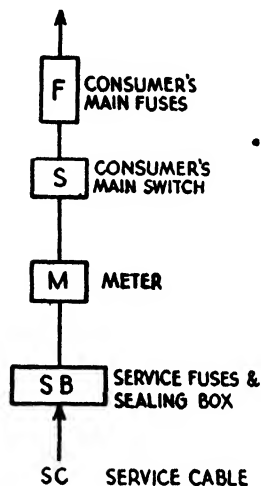 F CONSUMER'S
MAIN FUSES
S CONSUMER'S
MAIN SWITCH
M METER
SB SERVICE FUSES &
SEALING BOX
SC SERVICE CABLE